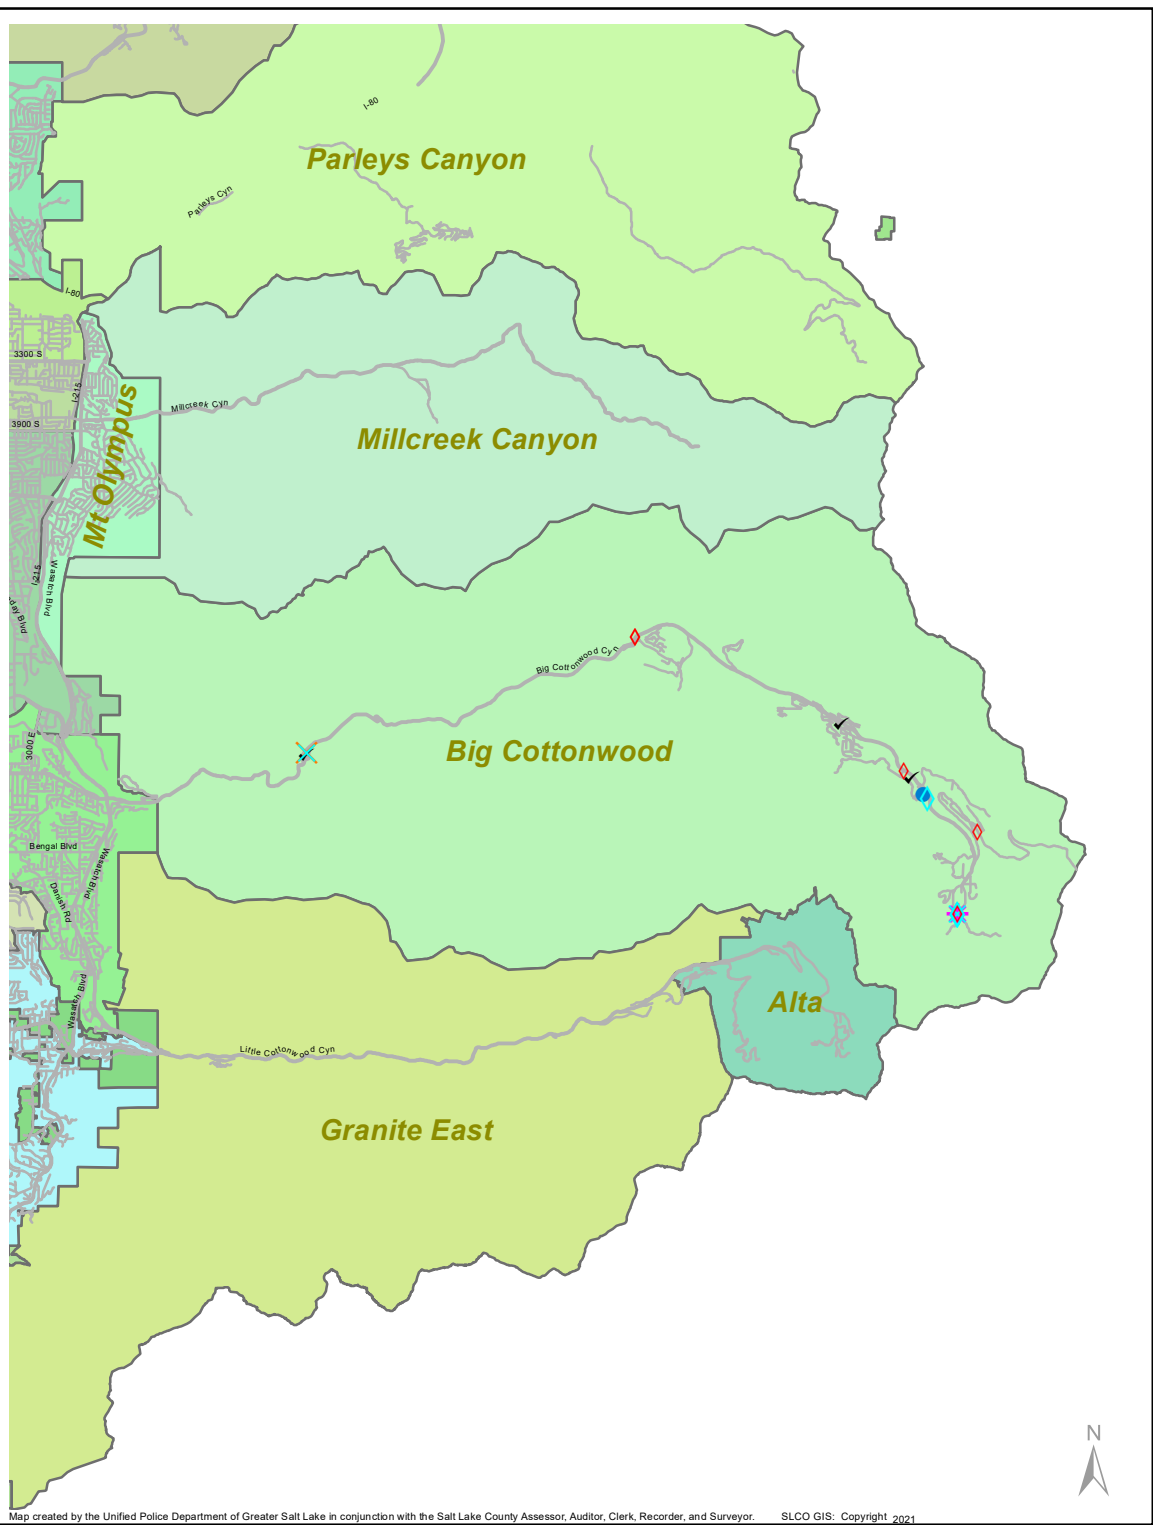 I-80
Parleys Canyon
Parleys Cyn
I-80
3300 S
I-215
Millcreek Cyn
3900 S
Millcreek Canyon
Mt Olympus
I-215
Wasatch Blvd
day Blvd
Big Cottonwood Cyn
3000 E
Big Cottonwood
Bengal Blvd
Wasatch Blvd
Danish Rd
Wasatch Blvd
Alta
Little Cottonwood Cyn
Granite East
N
Map created by the Unified Police Department of Greater Salt Lake in conjunction with the Salt Lake County Assessor, Auditor, Clerk, Recorder, and Surveyor. SLCO GIS: Copyright 2021